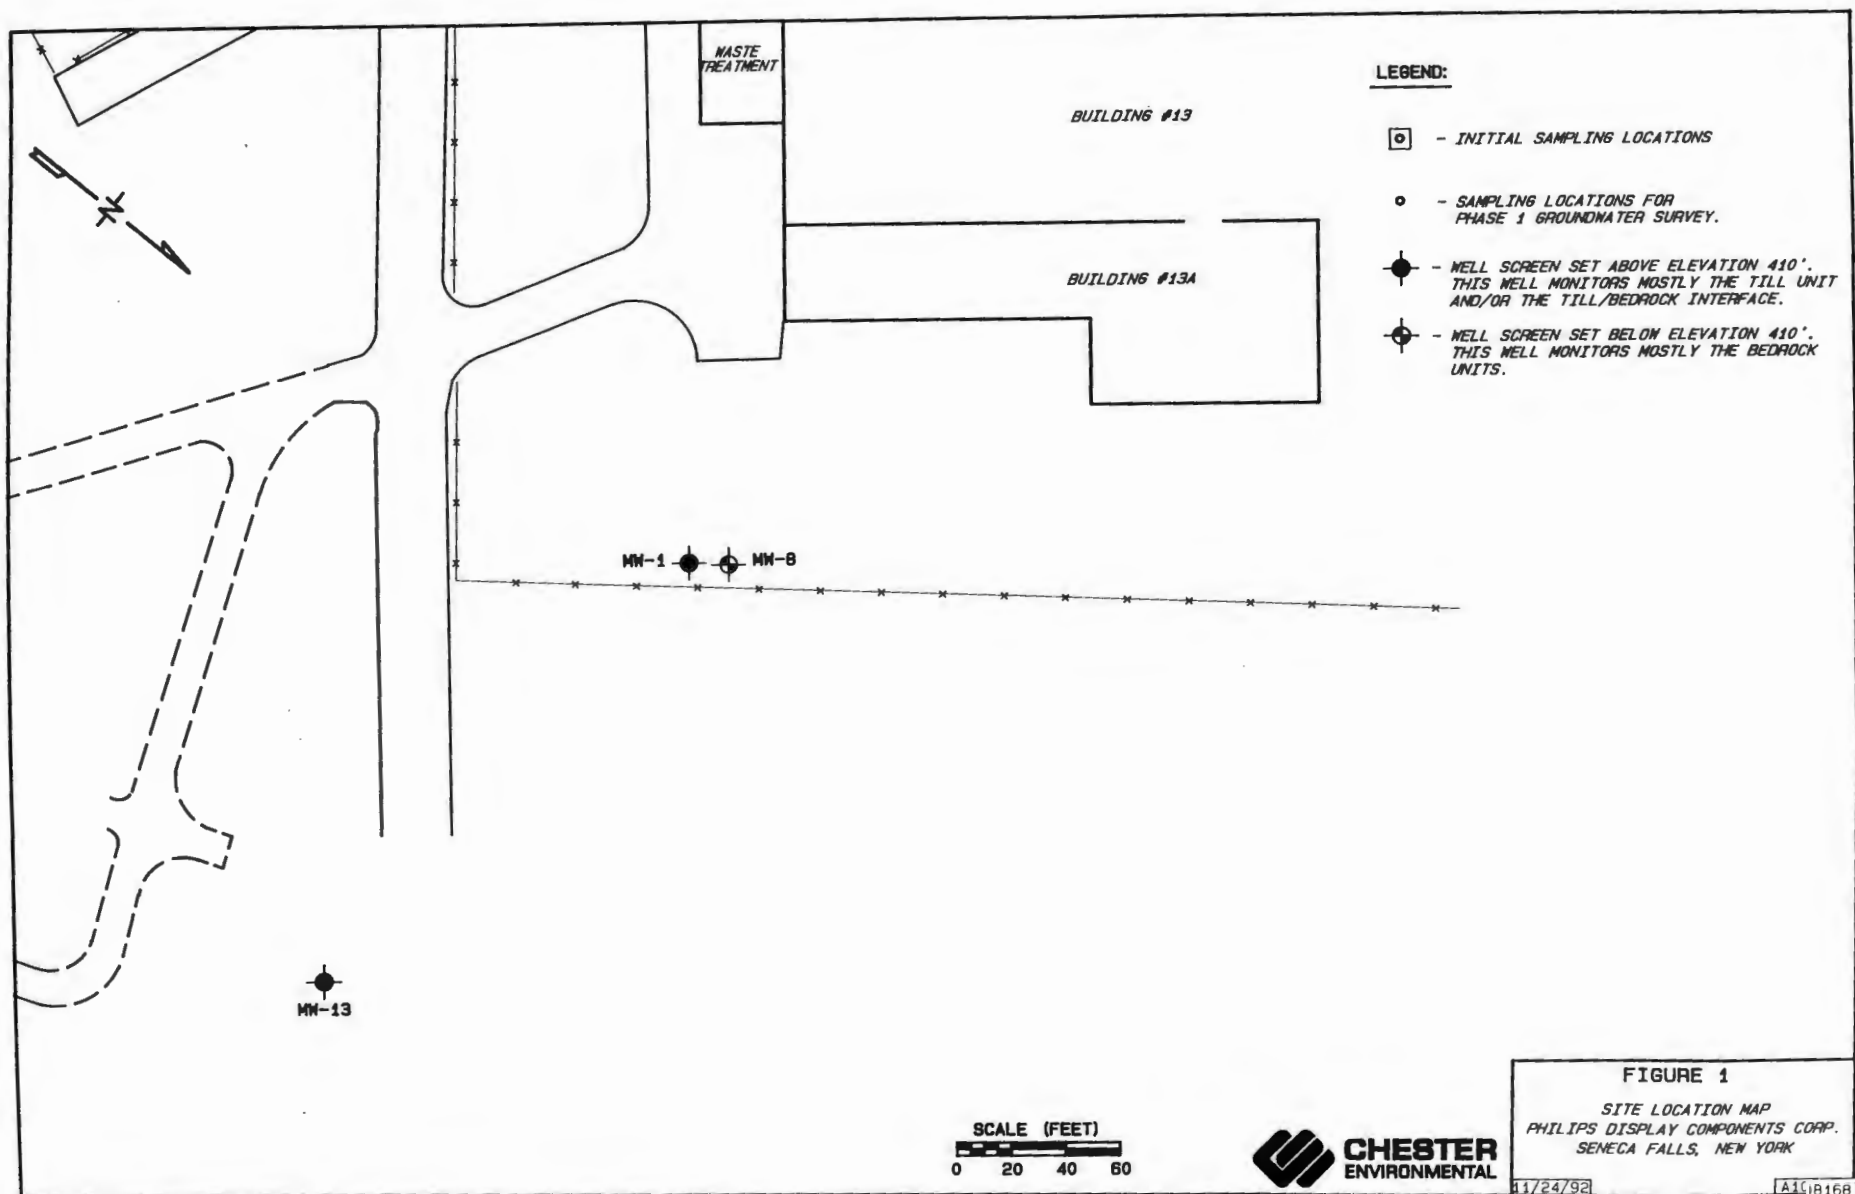 WASTE
TREATMENT
BUILDING #13
BUILDING #13A
LEGEND:
- INITIAL SAMPLING LOCATIONS
- SAMPLING LOCATIONS FOR
PHASE 1 GROUNDWATER SURVEY.
- WELL SCREEN SET ABOVE ELEVATION 410'.
THIS WELL MONITORS MOSTLY THE TILL UNIT
AND/OR THE TILL/BEDROCK INTERFACE.
- WELL SCREEN SET BELOW ELEVATION 410'.
THIS WELL MONITORS MOSTLY THE BEDROCK
UNITS.
N
MW-1
MW-8
MW-13
SCALE (FEET)
0 20 40 60
CHESTER
ENVIRONMENTAL
FIGURE 1
SITE LOCATION MAP
PHILIPS DISPLAY COMPONENTS CORP.
SENECA FALLS, NEW YORK
11/24/92